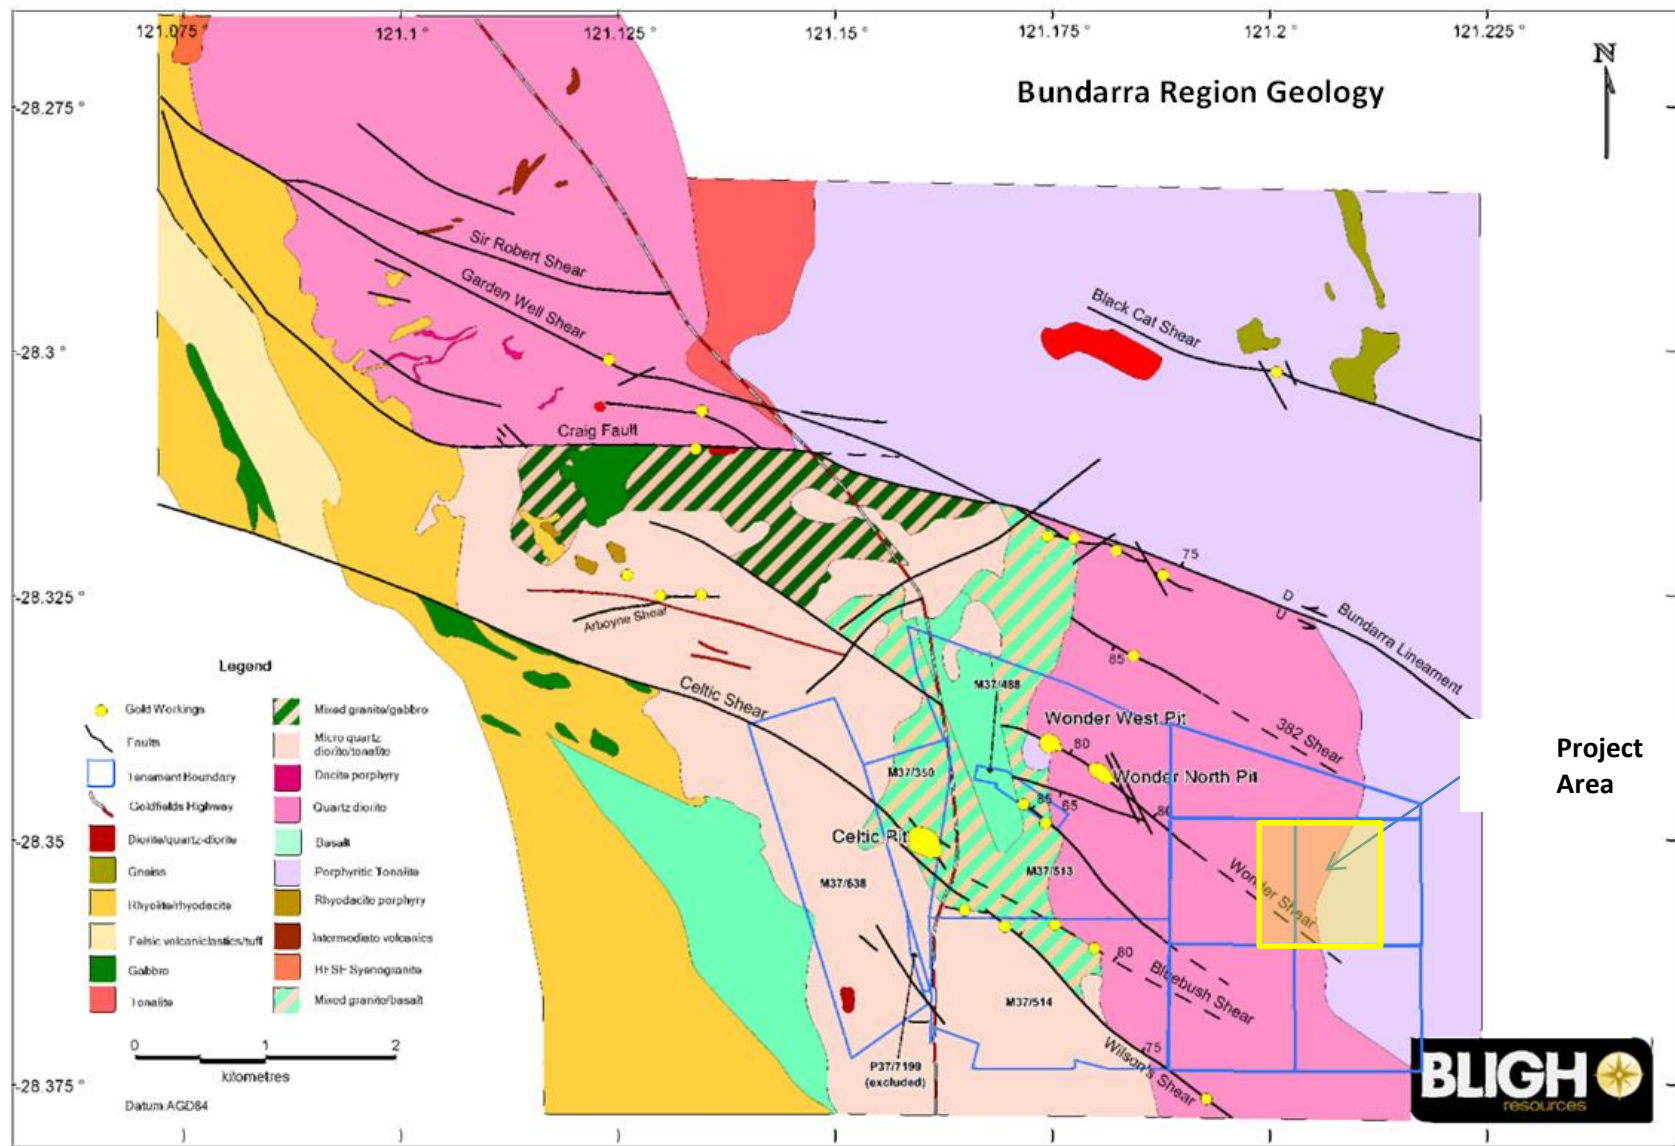 121.075 °
121.1 °
121.125 °
121.15 °
121.175 °
121.2 °
121.225 °
N
Bundarra Region Geology
-28.275 °
-28.3 °
-28.325 °
-28.35 °
-28.375 °
Sir Robert Shear
Garden Well Shear
Black Cat Shear
Craig Fault
75
D
U
Bundarra Lineament
Arboyne Shear
85
Celtic Shear
M37/488
382 Shear
Wonder West Pit
80
Wonder North Pit
M37/350
85
65
80
Project
Area
Celtic Pit
M37/513
M37/638
Wonder Shear
80
Bluebush Shear
M37/514
75
Wilson's Shear
P37/7199
(excluded)
Legend
Gold Workings
Faults
Tenement Boundary
Goldfields Highway
Diorite/quartz-diorite
Gneiss
Rhyolite/rhyodacite
Felsic volcaniclastics/tuff
Gabbro
Tonalite
Mixed granite/gabbro
Micro quartz
diorite/tonalite
Dacite porphyry
Quartz diorite
Basalt
Porphyritic Tonalite
Rhyodacite porphyry
Intermediate volcanics
HFSE Syenogranite
Mixed granite/basalt
0
1
2
kilometres
Datum:AGD84
BLIGH
resources